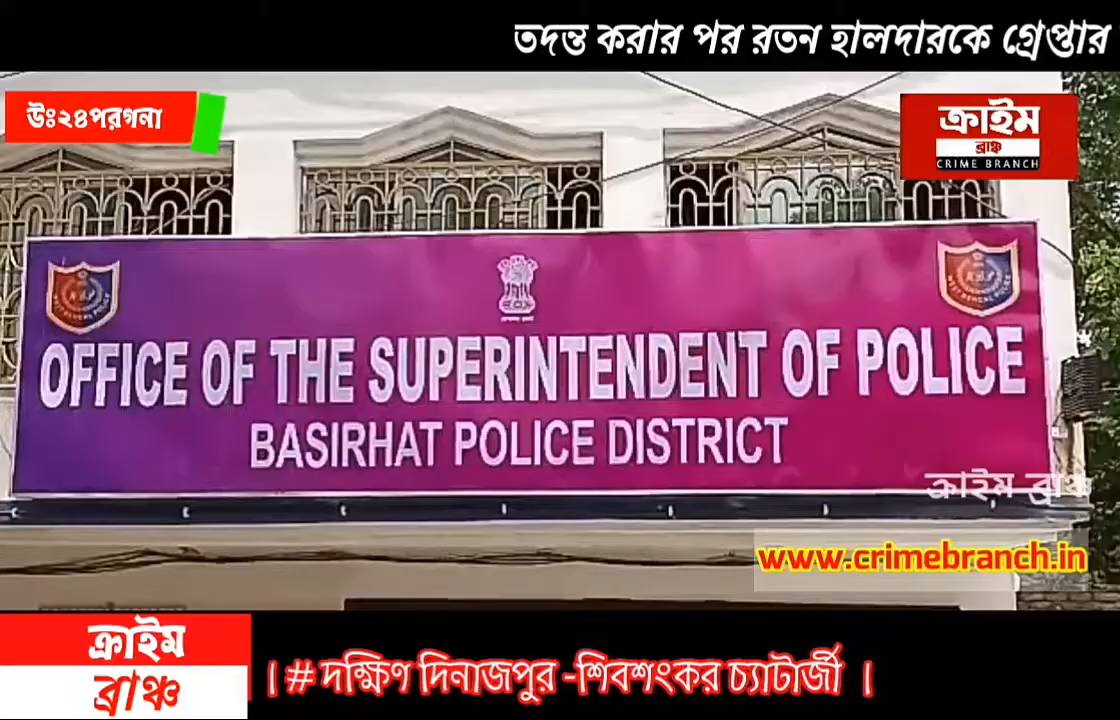 তদন্ত করার পর রতন হালদারকে গ্রেপ্তার
উঃ২৪পরগনা
ক্রাইম
ব্রাঞ্চ
CRIME BRANCH
OFFICE OF THE SUPERINTENDENT OF POLICE
BASIRHAT POLICE DISTRICT
ক্রাইম ব্রাঞ্চ
www.crimebranch.in
ক্রাইম
ব্রাঞ্চ
। # দক্ষিণ দিনাজপুর -শিবশংকর চ্যাটার্জী ।